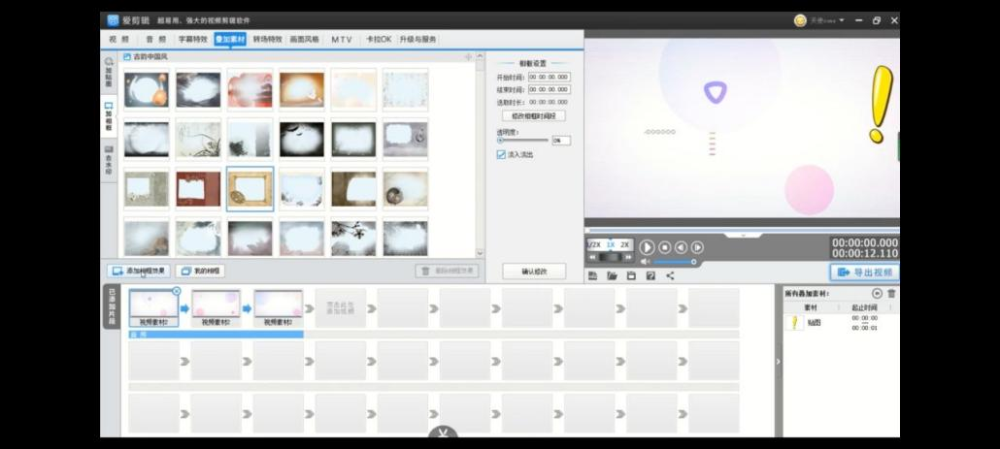 爱剪辑 超易用、强大的视频剪辑软件
视 频 音 频 字幕特效 叠加素材 转场特效 画面风格 MTV 卡拉OK 升级与服务
加贴图
加相框
去水印
古韵中国风
相框设置
开始时间: 00:00:00.000
结束时间: 00:00:00.000
选取时长: 00:00:00.000
修改相框时间段
透明度:
0%
淡入淡出
确认修改
添加相框效果
我的相框
删除相框效果
1/2X 1X 2X
00:00:00.000
00:00:12.110
导出视频
已添加片段
视频素材2
视频素材2
视频素材2
双击此处
添加视频
音 频
所有叠加素材:
素材 起止时间
贴图
00:00:00
00:00:01